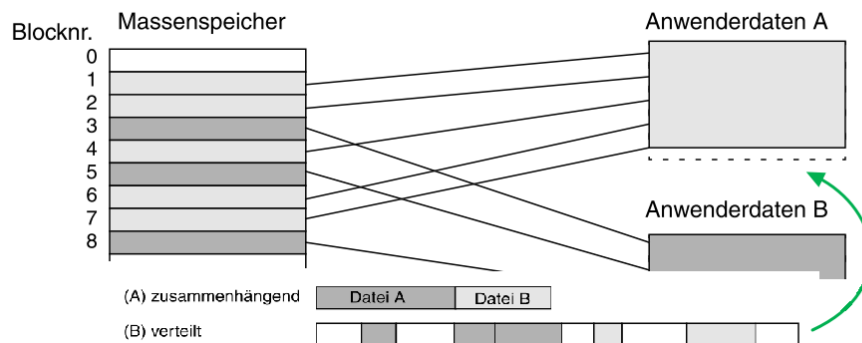 Massenspeicher
Anwenderdaten A
Blocknr.
0
1
2
3
4
5
6
7
8
Anwenderdaten B
(A) zusammenhängend
Datei A
Datei B
(B) verteilt